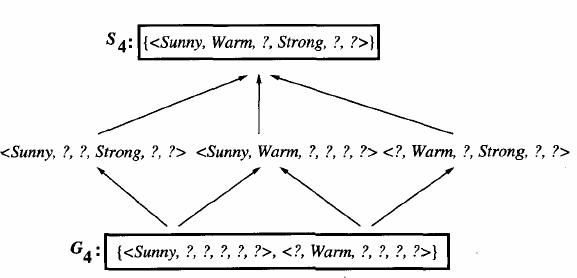 S4: {<Sunny, Warm, ?, Strong, ?, ?>}
<Sunny, ?, ?, Strong, ?, ?> <Sunny, Warm, ?, ?, ?, ?> <?, Warm, ?, Strong, ?, ?>
G4: {<Sunny, ?, ?, ?, ?, ?>, <?, Warm, ?, ?, ?, ?>}